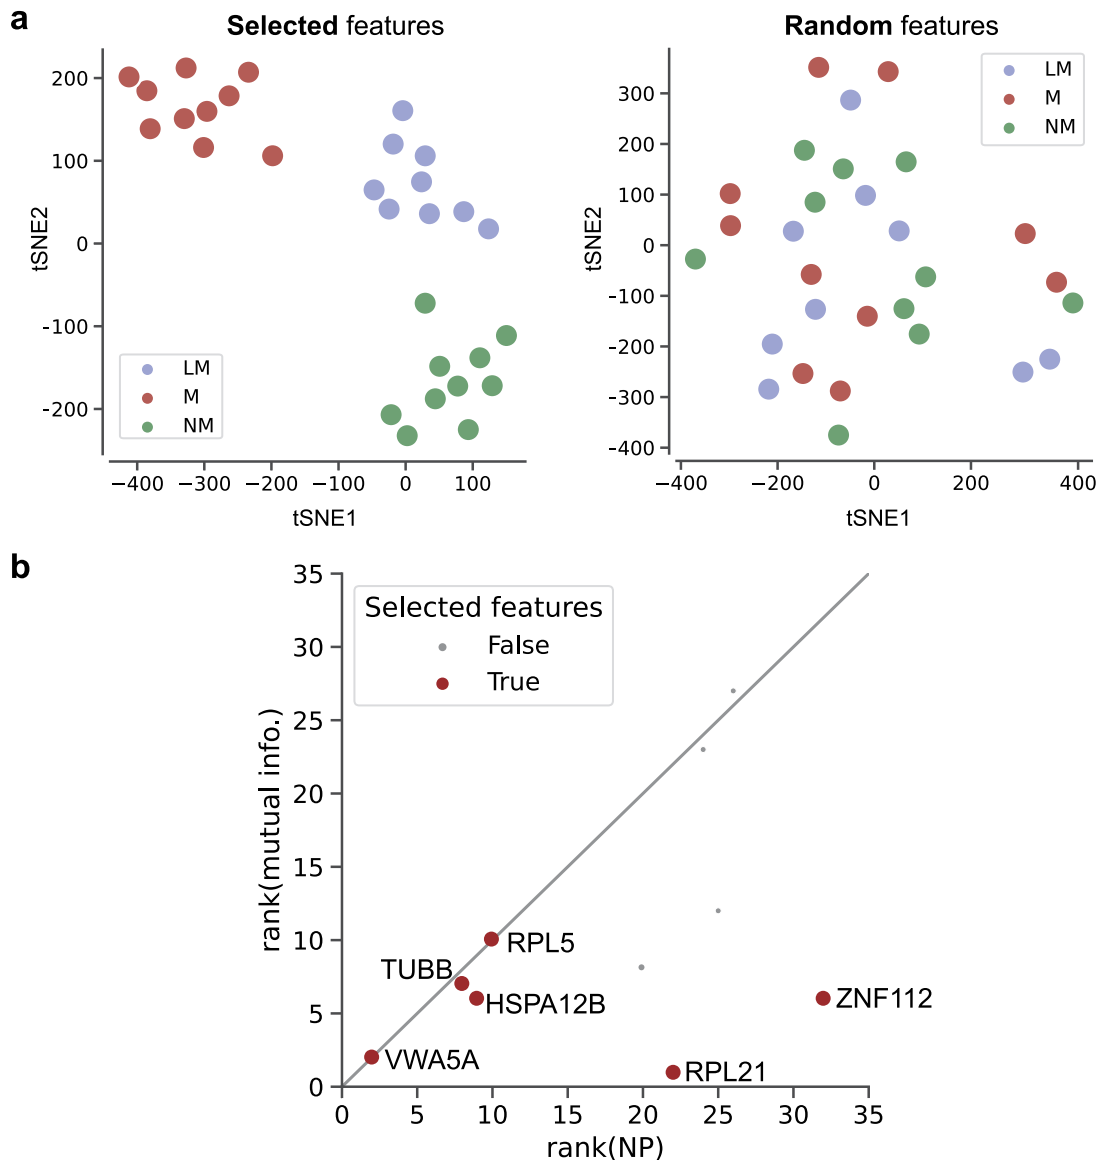 a
Selected features
200
100
0
-100
-200
tSNE2
LM
M
NM
−400
−300
−200
−100
0
100
tSNE1
Random features
300
200
100
0
-100
-200
-300
-400
tSNE2
LM
M
NM
−400
−200
0
200
400
tSNE1
b
35
30
25
20
15
10
5
0
rank(mutual info.)
Selected features
False
True
RPL5
TUBB
HSPA12B
VWA5A
ZNF112
RPL21
0
5
10
15
20
25
30
35
rank(NP)